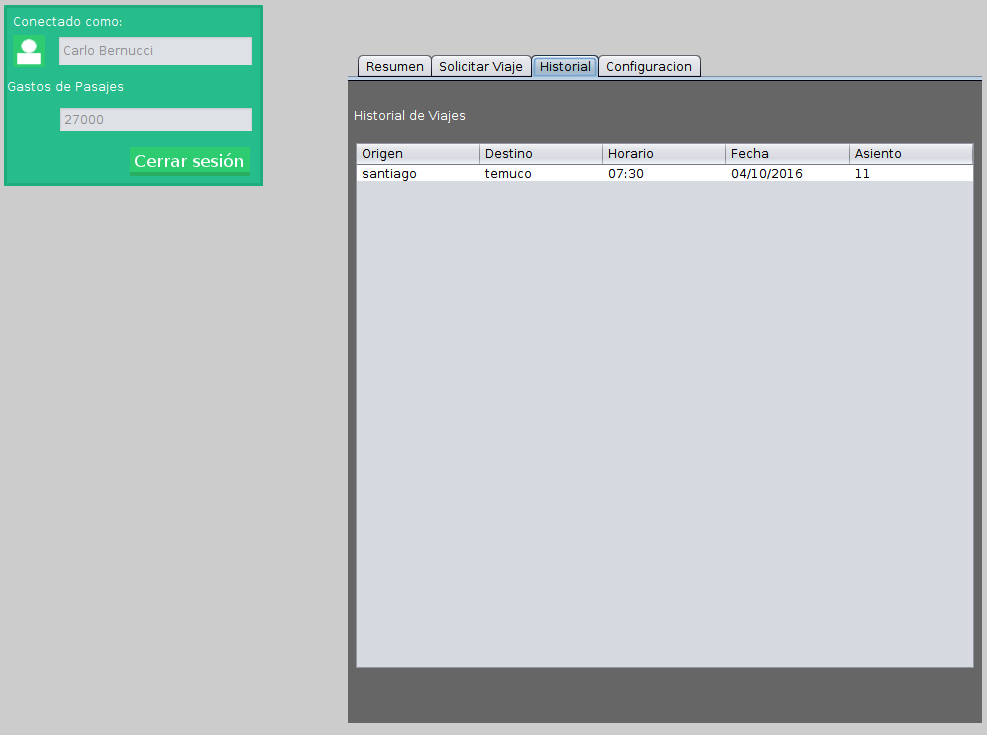 Conectado como:
Carlo Bernucci
Gastos de Pasajes
27000
Cerrar sesión
Resumen Solicitar Viaje Historial Configuracion
Historial de Viajes
Origen Destino Horario Fecha Asiento
santiago temuco 07:30 04/10/2016 11